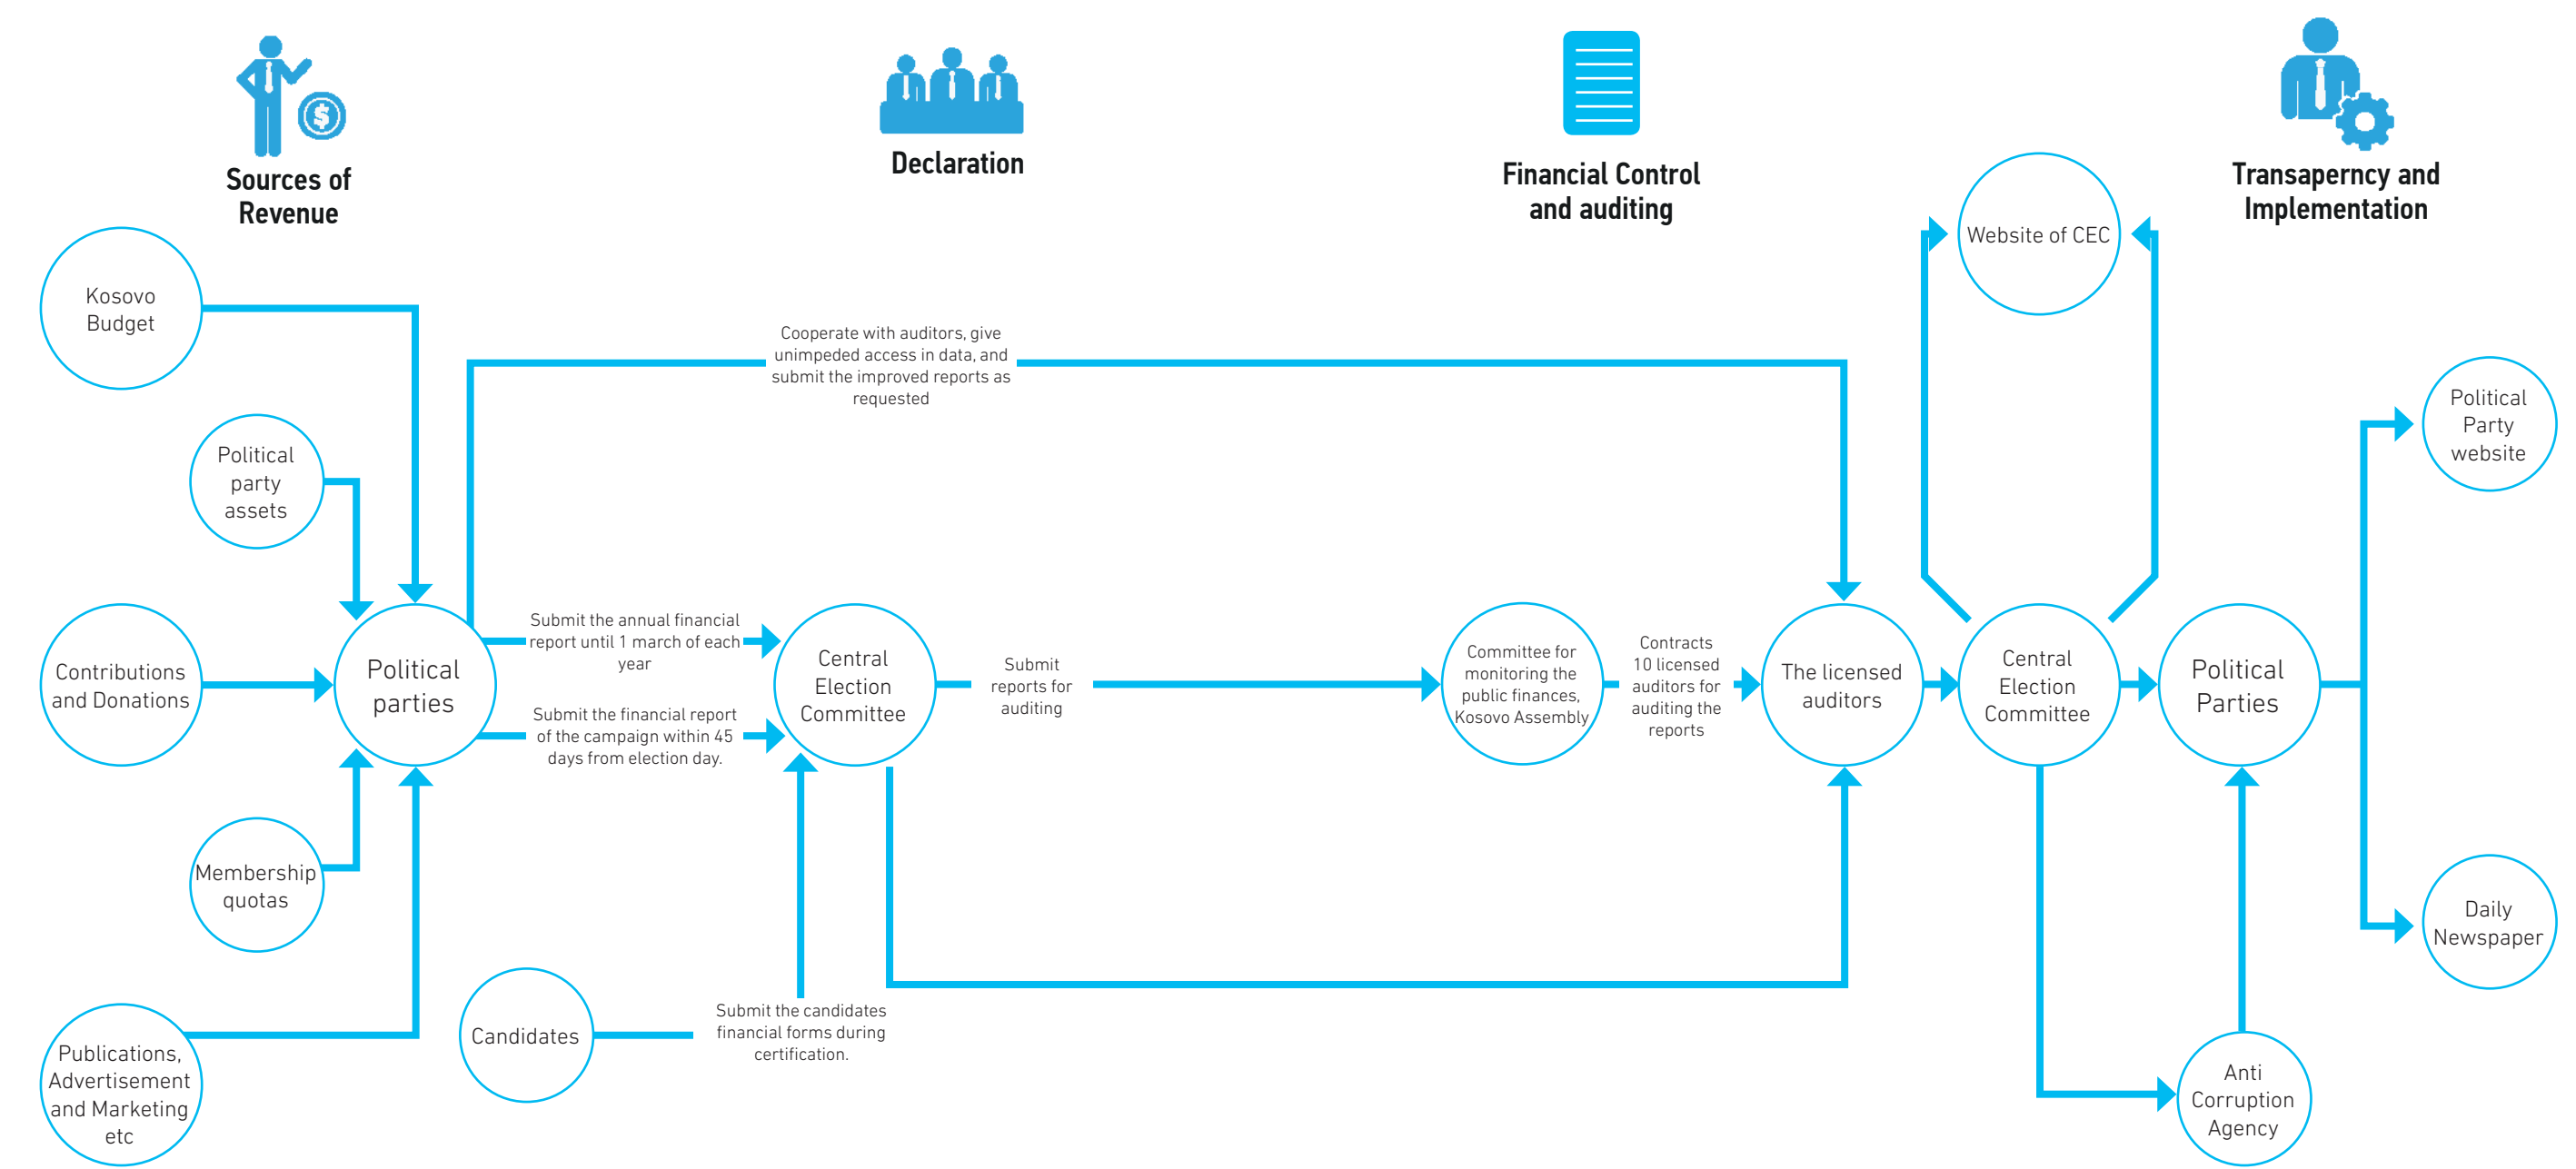 Sources of
Revenue
Declaration
Financial Control
and auditing
Transaperncy and
Implementation
Kosovo
Budget
Political
party
assets
Contributions
and Donations
Membership
quotas
Publications,
Advertisement
and Marketing
etc
Political
parties
Cooperate with auditors, give
unimpeded access in data, and
submit the improved reports as
requested
Submit the annual financial
report until 1 march of each
year
Submit the financial report
of the campaign within 45
days from election day.
Candidates
Submit the candidates
financial forms during
certification.
Central
Election
Committee
Submit
reports for
auditing
Committee for
monitoring the
public finances,
Kosovo Assembly
Contracts
10 licensed
auditors for
auditing the
reports
The licensed
auditors
Website of CEC
Central
Election
Committee
Political
Parties
Anti
Corruption
Agency
Political
Party
website
Daily
Newspaper
$